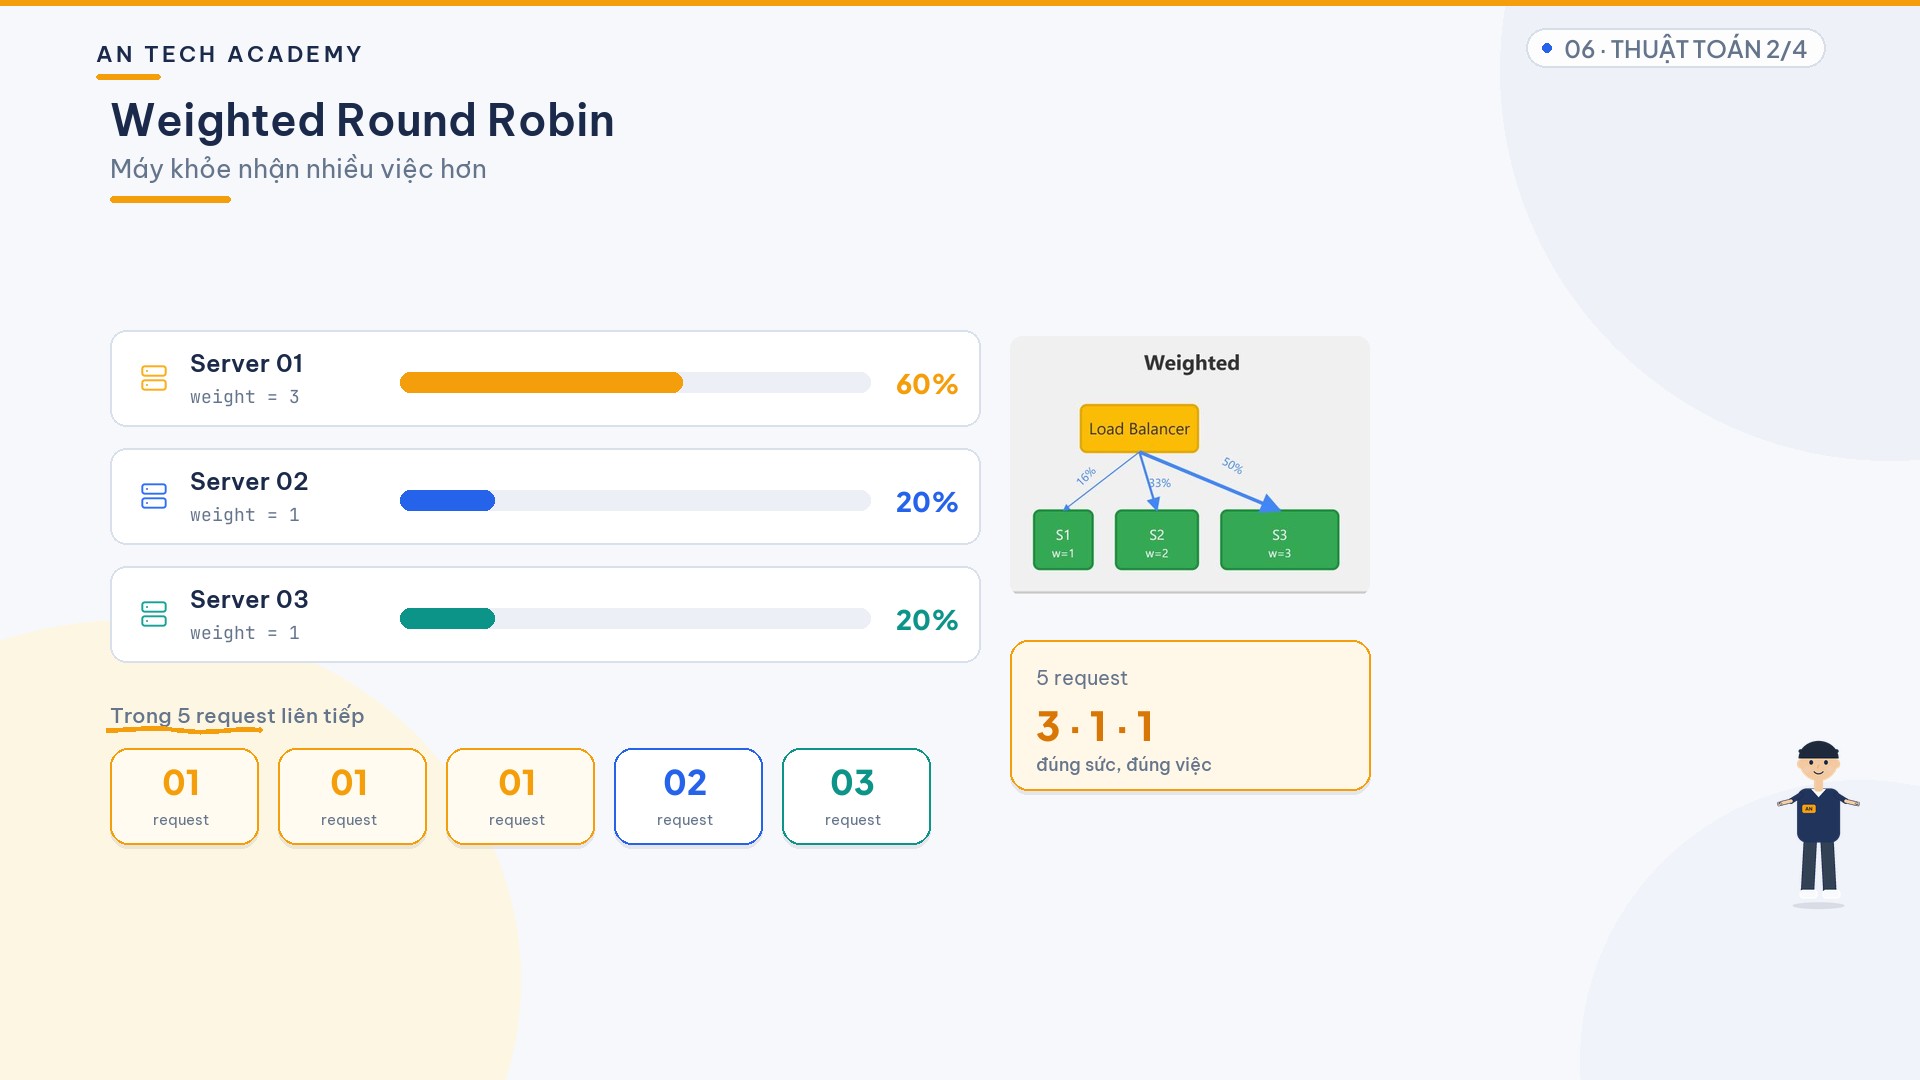 AN TECH ACADEMY
06 · THUẬT TOÁN 2/4
Weighted Round Robin
Máy khỏe nhận nhiều việc hơn
Server 01
weight = 3
60%
Server 02
weight = 1
20%
Server 03
weight = 1
20%
Weighted
Load Balancer
16%
33%
50%
S1
w=1
S2
w=2
S3
w=3
Trong 5 request liên tiếp
01
request
01
request
01
request
02
request
03
request
5 request
3 · 1 · 1
đúng sức, đúng việc
AN